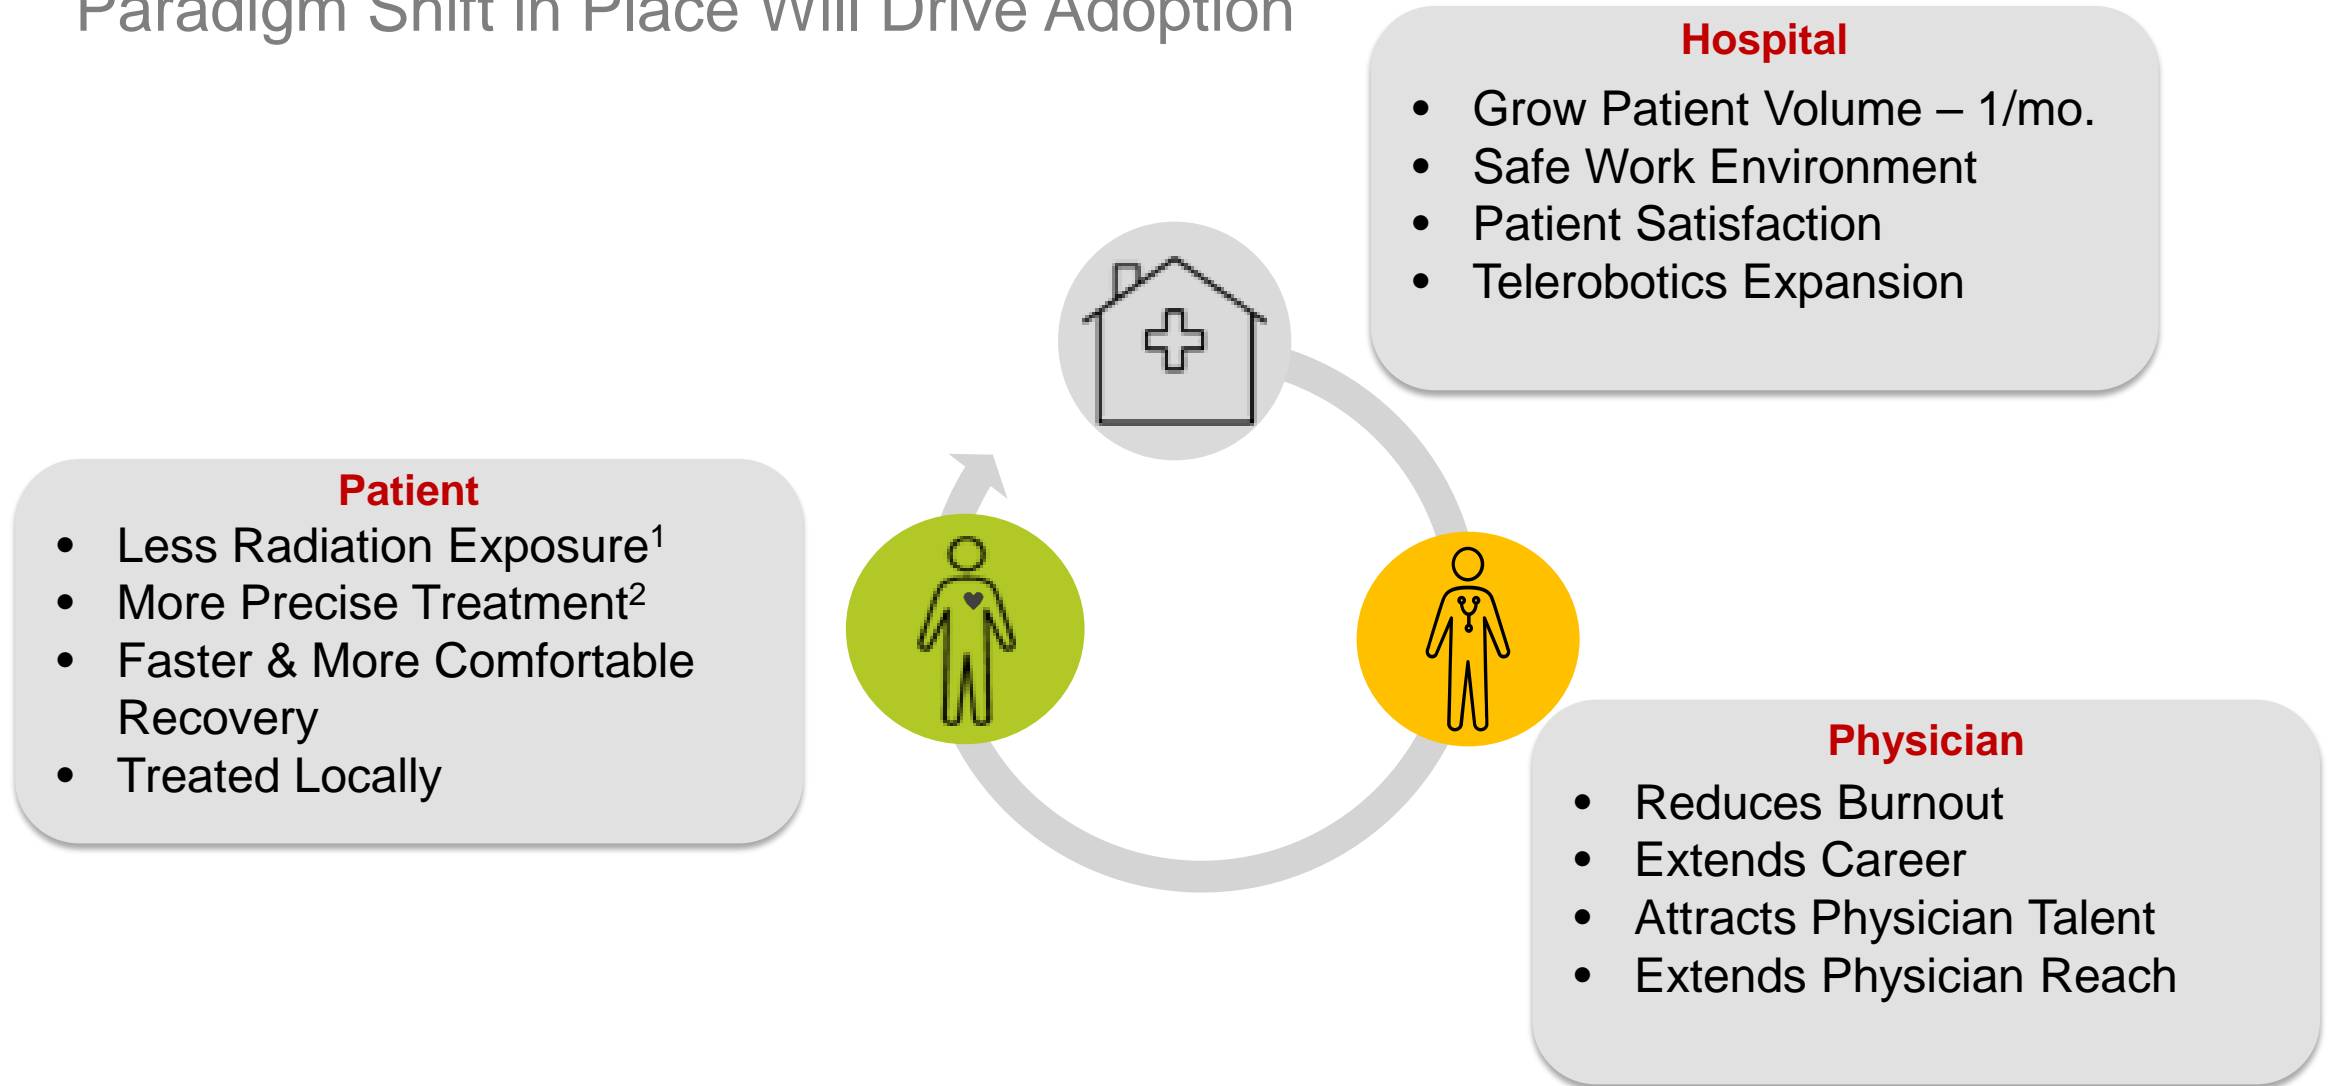 Paradigm Shift in Place Will Drive Adoption
Hospital
• Grow Patient Volume – 1/mo.
• Safe Work Environment
• Patient Satisfaction
• Telerobotics Expansion
Patient
• Less Radiation Exposure¹
• More Precise Treatment²
• Faster & More Comfortable
Recovery
• Treated Locally
Physician
• Reduces Burnout
• Extends Career
• Attracts Physician Talent
• Extends Physician Reach